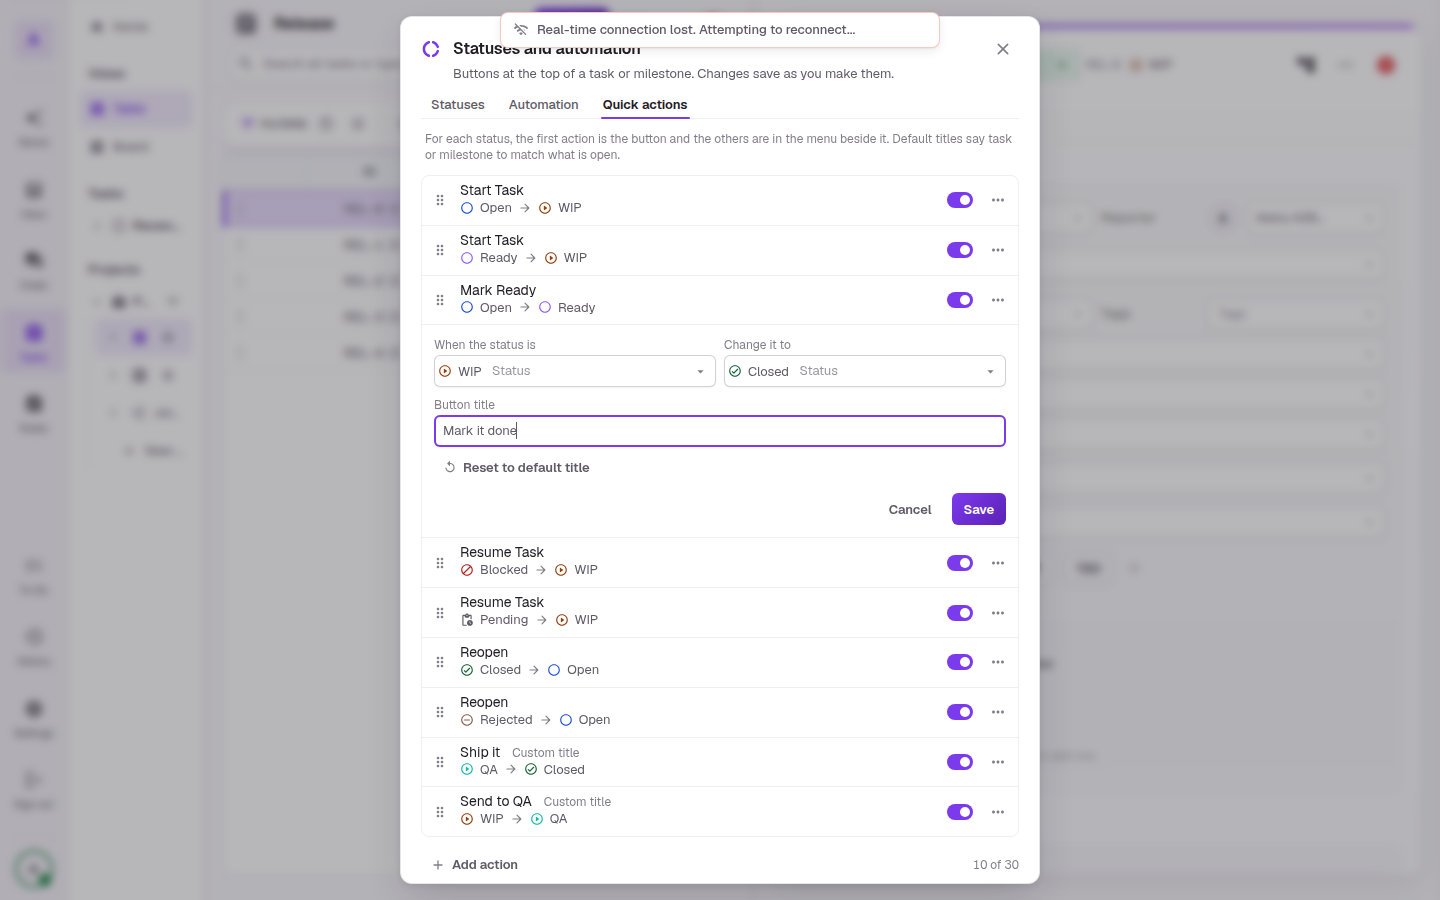 Real-time connection lost. Attempting to reconnect...
Statuses and automation
Buttons at the top of a task or milestone. Changes save as you make them.
Statuses
Automation
Quick actions
For each status, the first action is the button and the others are in the menu beside it. Default titles say task
or milestone to match what is open.
Start Task
Open → WIP
Start Task
Ready → WIP
Mark Ready
Open → Ready
When the status is
Change it to
WIP Status
Closed Status
Button title
Mark it done
Reset to default title
Cancel
Save
Resume Task
Blocked → WIP
Resume Task
Pending → WIP
Reopen
Closed → Open
Reopen
Rejected → Open
Ship it Custom title
QA → Closed
Send to QA Custom title
WIP → QA
Add action
10 of 30
Release